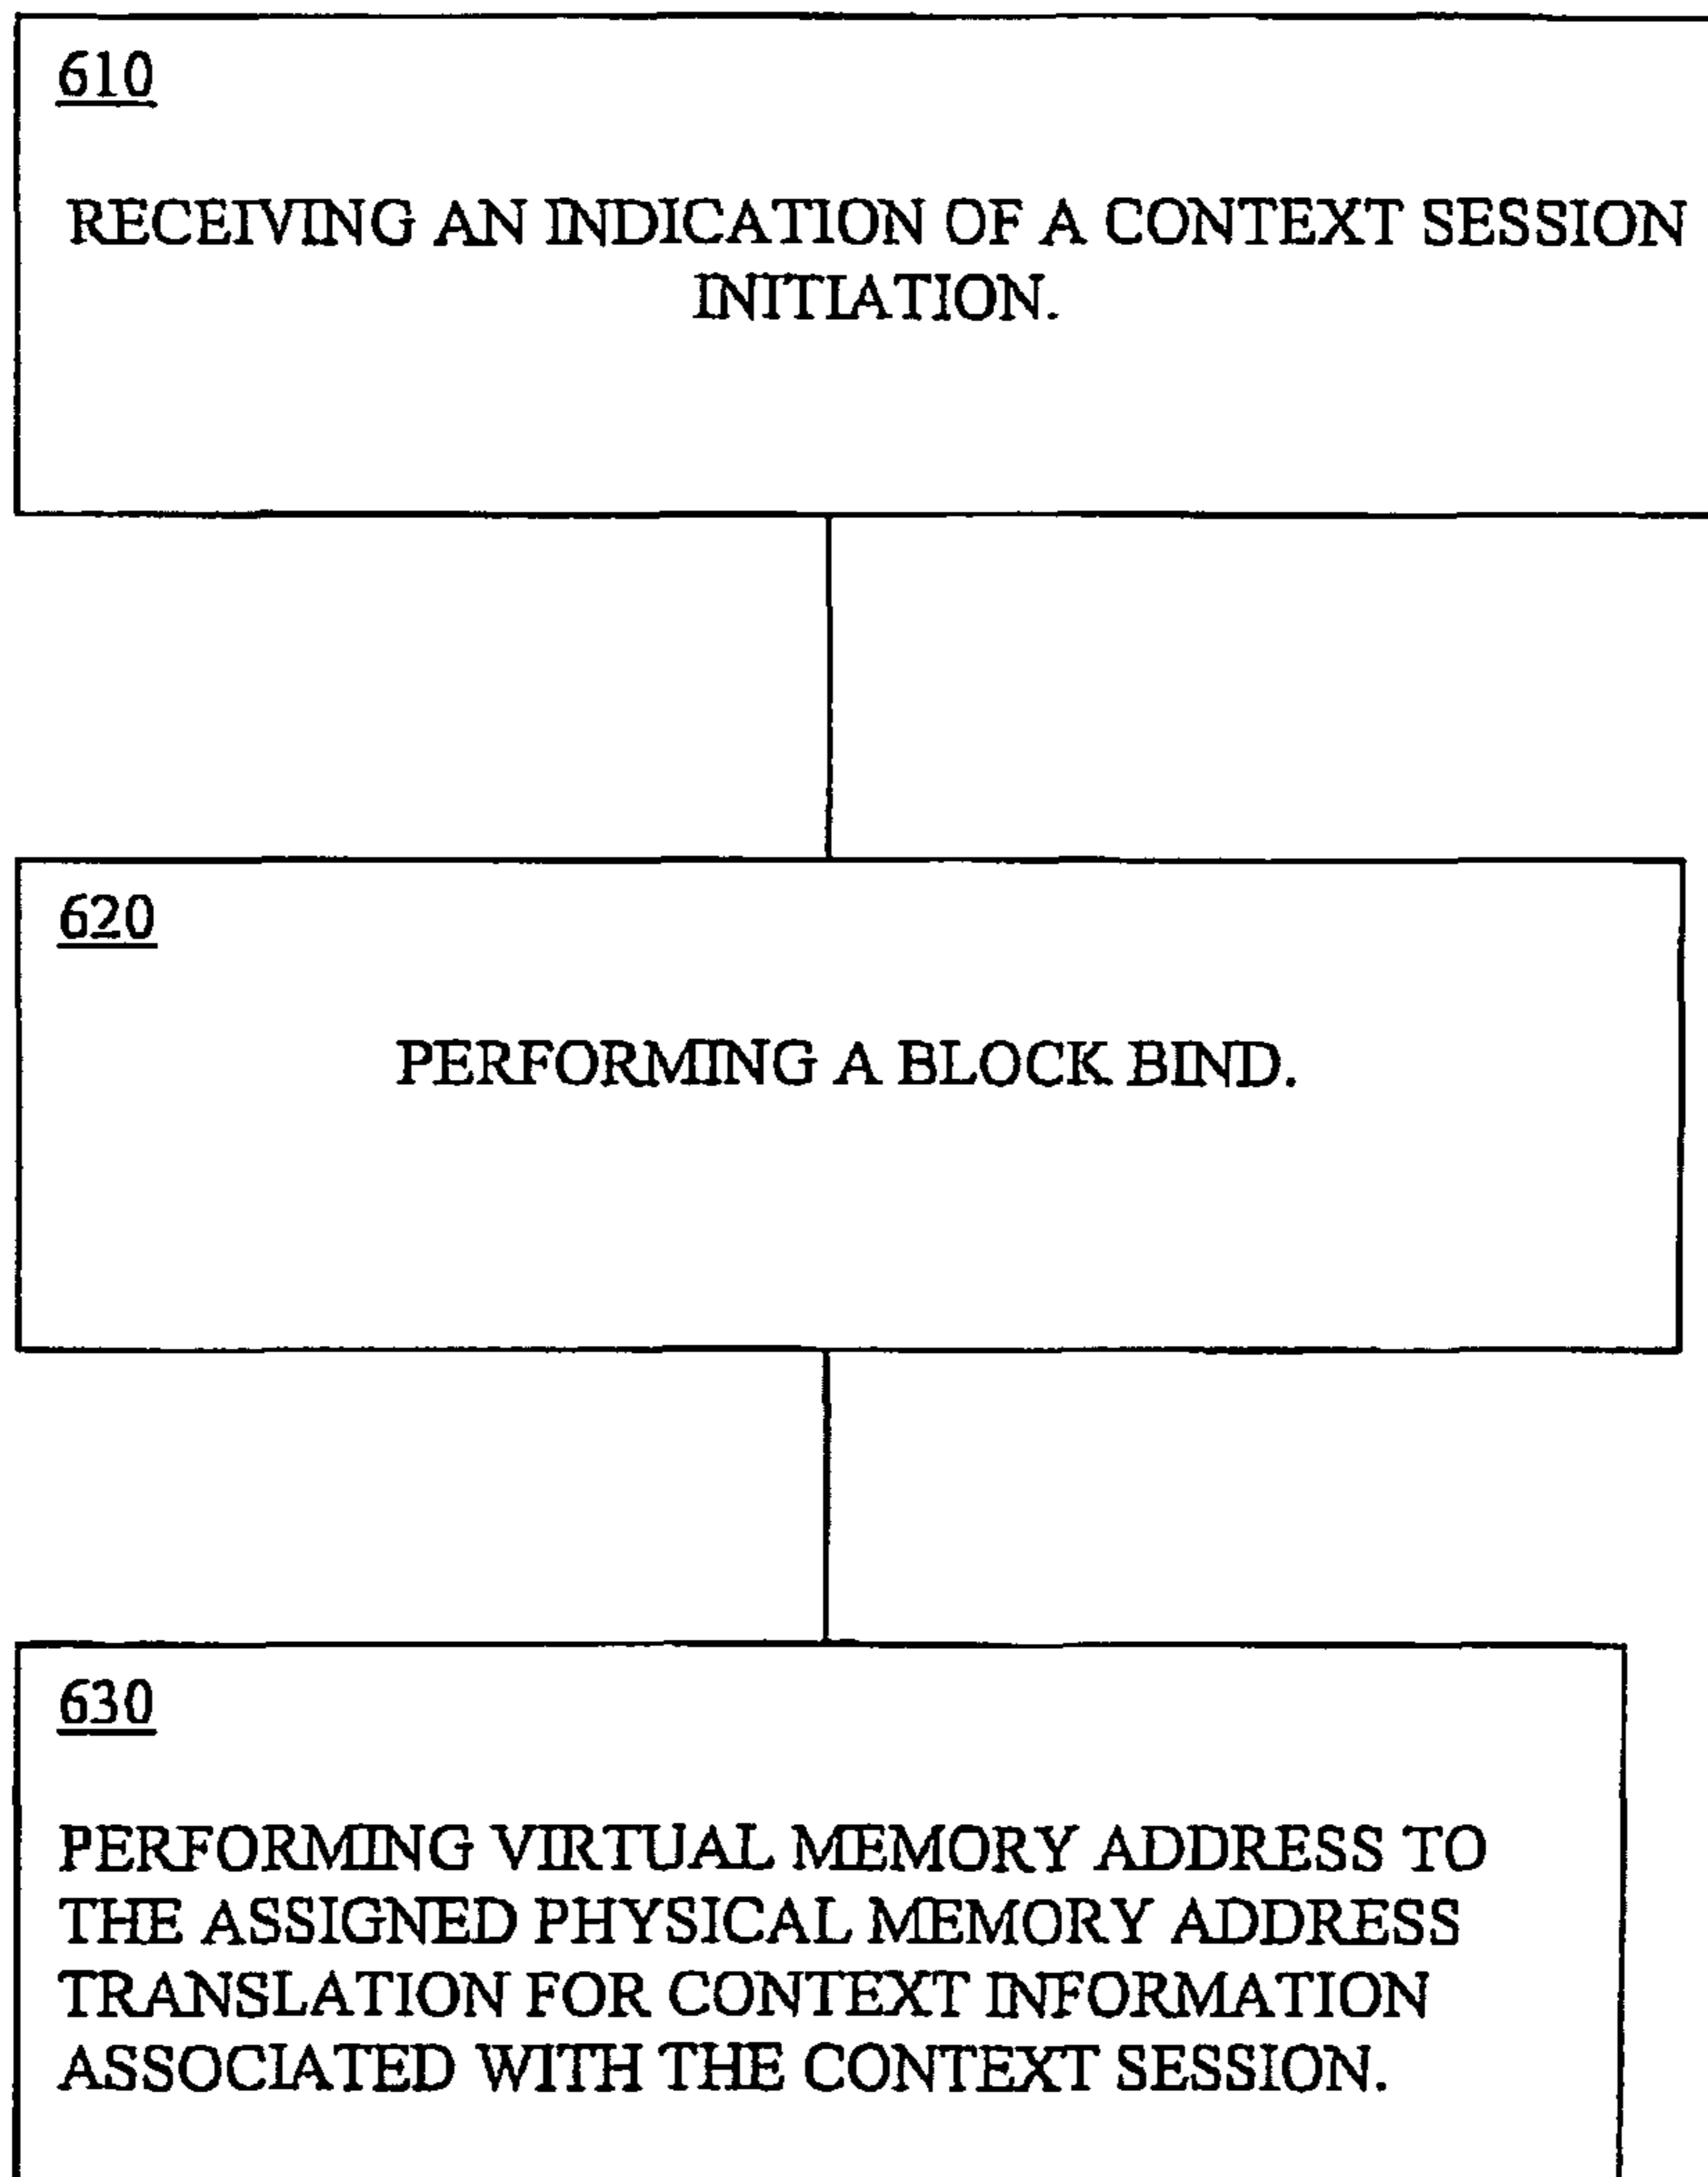 610
RECEIVING AN INDICATION OF A CONTEXT SESSION
INITIATION.
620
PERFORMING A BLOCK BIND.
630
PERFORMING VIRTUAL MEMORY ADDRESS TO
THE ASSIGNED PHYSICAL MEMORY ADDRESS
TRANSLATION FOR CONTEXT INFORMATION
ASSOCIATED WITH THE CONTEXT SESSION.